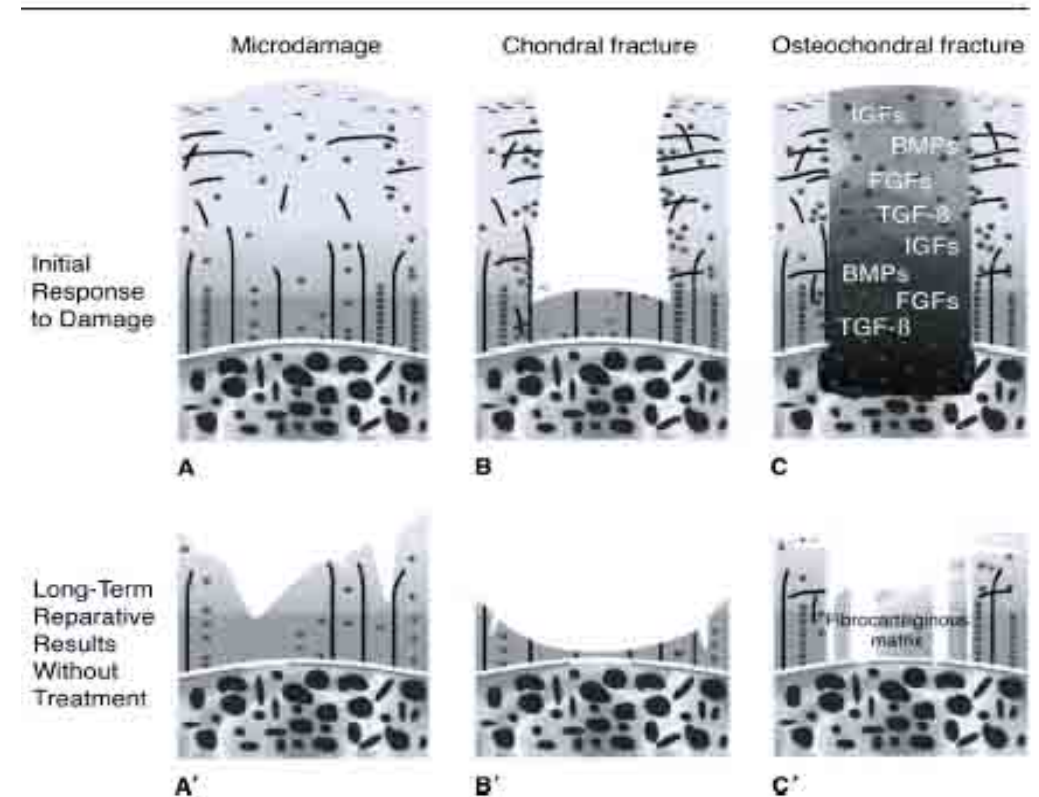 Microdamage
Chondral fracture
Osteochondral fracture
Initial
Response
to Damage
IGFs
BMPs
FGFs
TGF-ß
IGFs
BMPs
FGFs
TGF-ß
A
B
C
Long-Term
Reparative
Results
Without
Treatment
Fibrocartilaginous
matrix
A'
B'
C'